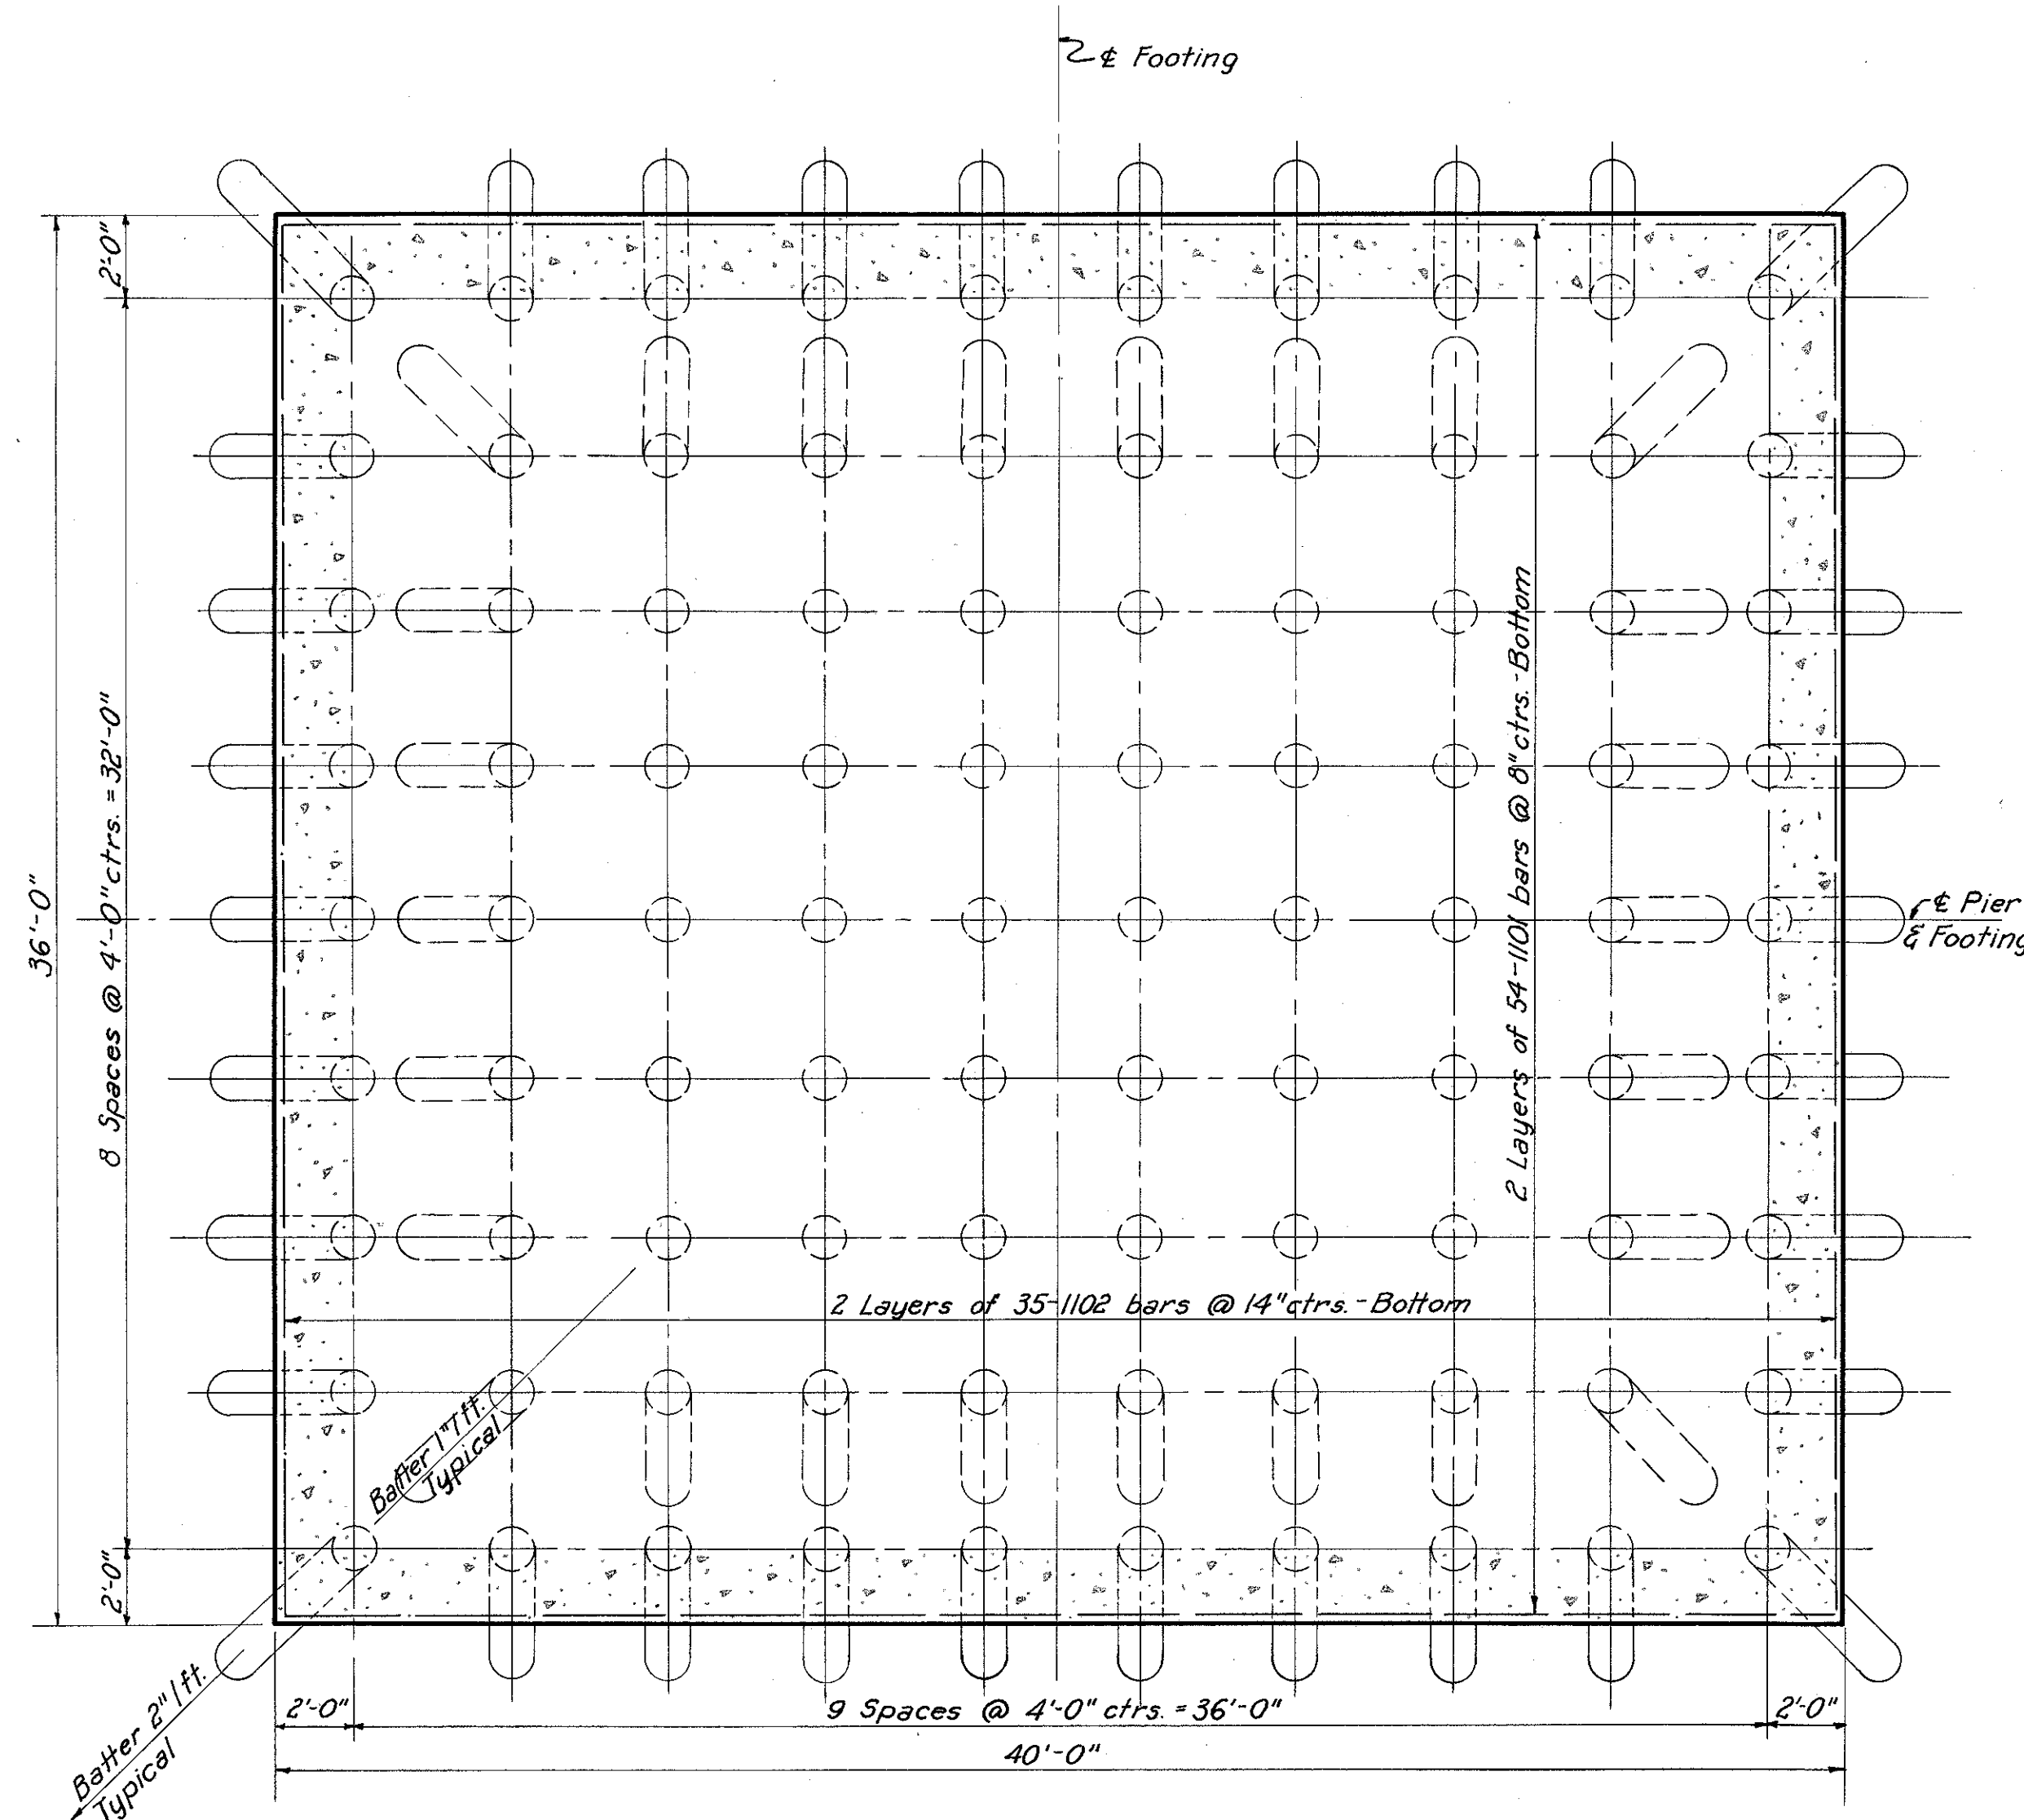 ℄ Footing
2'-0"
36'-0"
8 Spaces @ 4'-0" ctrs. = 32'-0"
2'-0"
2 Layers of 54-1101 bars @ 8" ctrs.-Bottom
℄ Pier
& Footing
2 Layers of 35-1102 bars @ 14" ctrs.-Bottom
Batter 1"/ft.
Typical
Batter 2"/ft.
Typical
2'-0"
9 Spaces @ 4'-0" ctrs. = 36'-0"
2'-0"
40'-0"